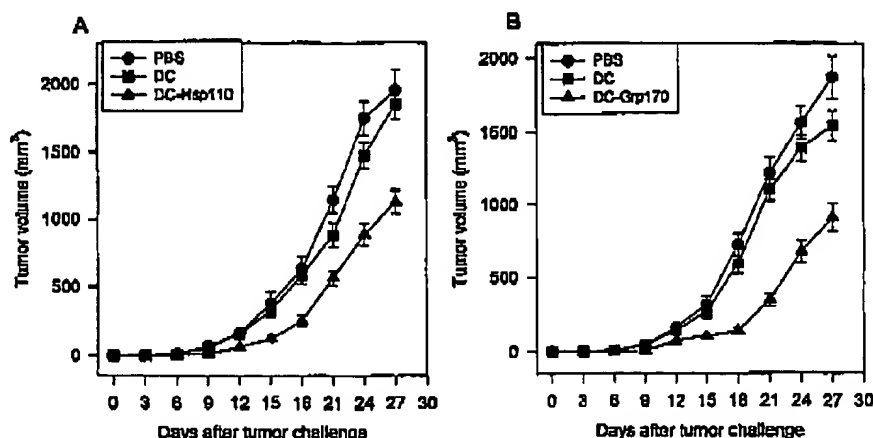 A
PBS
DC
DC-Hsp110
Tumor volume (mm³)
2000
1500
1000
500
0
0 3 6 9 12 15 18 21 24 27 30
Days after tumor challenge
B
PBS
DC
DC-Grp170
Tumor volume (mm³)
2000
1500
1000
500
0
0 3 6 9 12 15 18 21 24 27 30
Days after tumor challenge